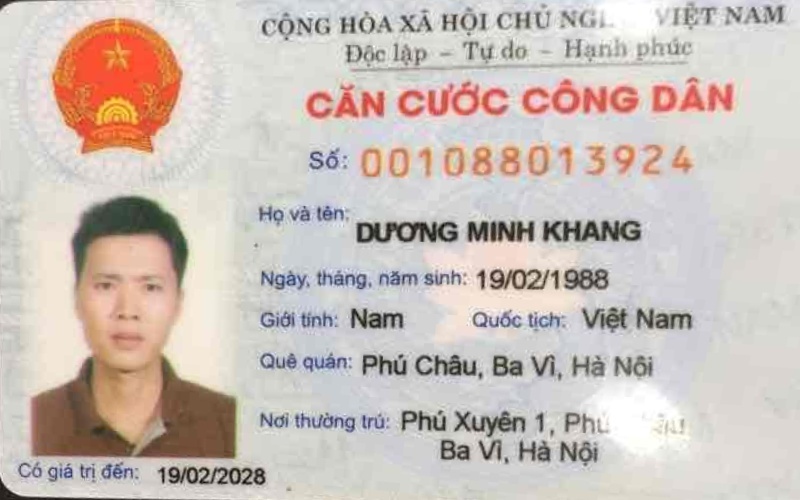 CỘNG HÒA XÃ HỘI CHỦ VIỆT NAM
Độc lập – Tự do – Hạnh phúc
CĂN CƯỚC CÔNG DÂN
Số: 001088013924
Họ và tên: DƯƠNG MINH KHANG
Ngày, tháng, năm sinh: 19/02/1988
Giới tính: Nam Quốc tịch: Việt Nam
Quê quán: Phú Châu, Ba Vì, Hà Nội
Nơi thường trú: Phú Xuyên 1, Phú
Ba Vì, Hà Nội
Có giá trị đến: 19/02/2028